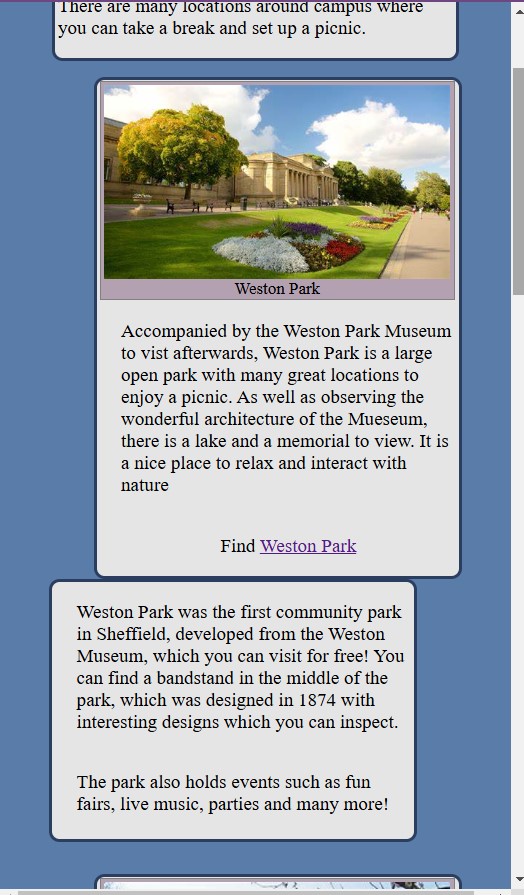 There are many locations around campus where
you can take a break and set up a picnic.
Weston Park
Accompanied by the Weston Park Museum
to vist afterwards, Weston Park is a large
open park with many great locations to
enjoy a picnic. As well as observing the
wonderful architecture of the Mueseum,
there is a lake and a memorial to view. It is
a nice place to relax and interact with
nature
Find Weston Park
Weston Park was the first community park
in Sheffield, developed from the Weston
Museum, which you can visit for free! You
can find a bandstand in the middle of the
park, which was designed in 1874 with
interesting designs which you can inspect.
The park also holds events such as fun
fairs, live music, parties and many more!